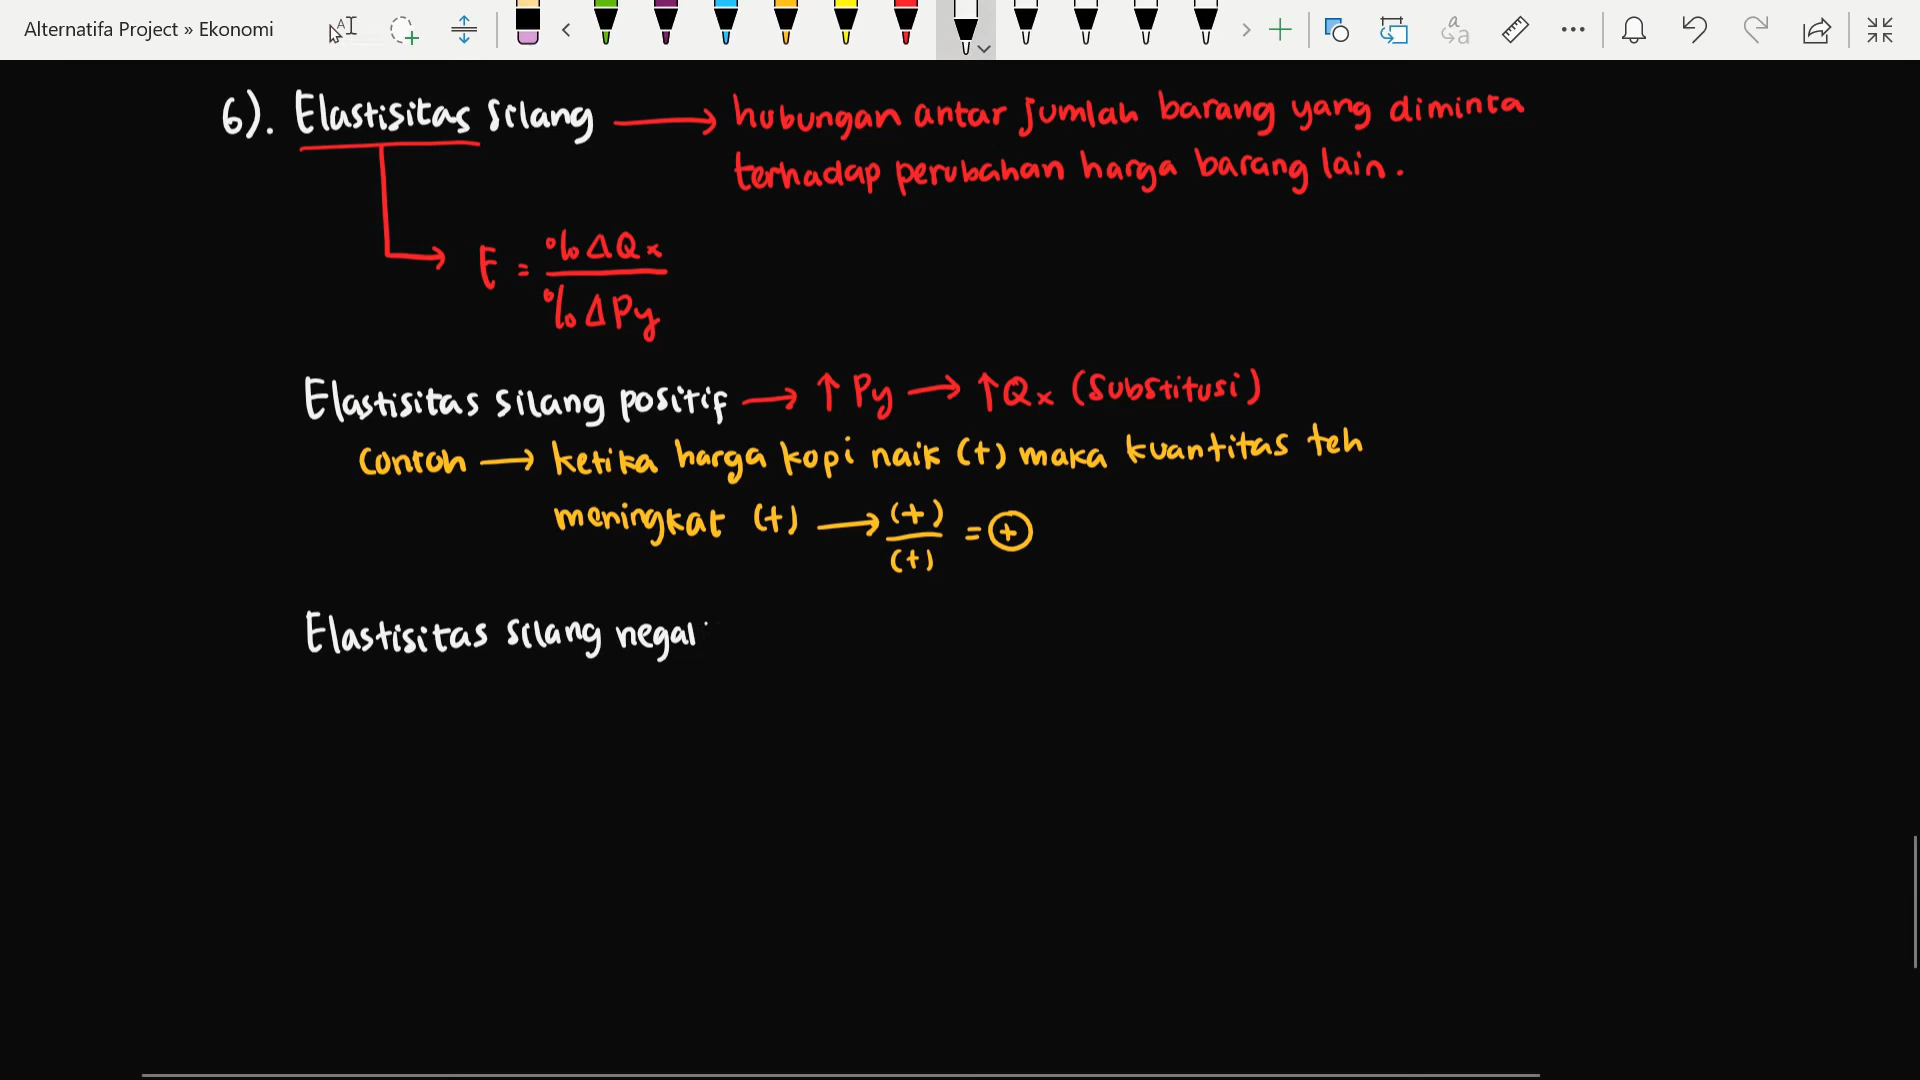 Alternatifa Project » Ekonomi
6). Elastisitas silang → hubungan antar jumlah barang yang diminta
terhadap perubahan harga barang lain.
E = %ΔQx / %ΔPy
Elastisitas silang positif → ↑Py → ↑Qx (Substitusi)
Contoh → ketika harga kopi naik (+) maka kuantitas teh
meningkat (+) → (+) / (+) = (+)
Elastisitas silang negat